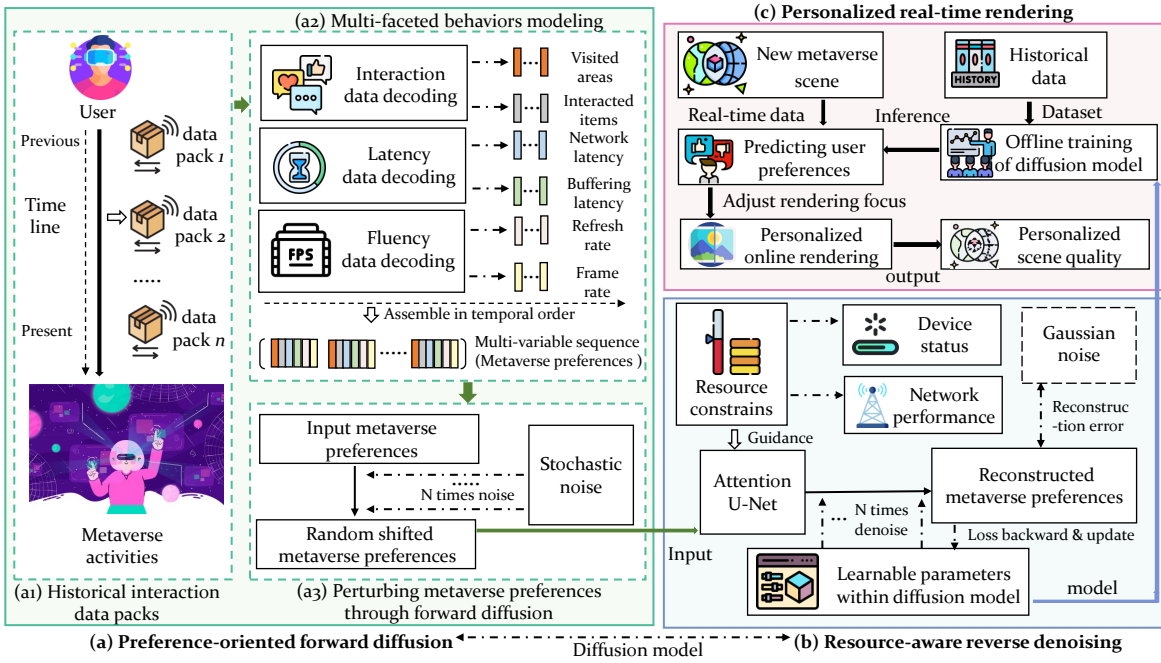 (a2) Multi-faceted behaviors modeling
User
Previous
Time
line
Present
data
pack 1
data
pack 2
.....
data
pack n
Metaverse
activities
(a1) Historical interaction
data packs
Interaction
data decoding
Visited
areas
Interacted
items
Latency
data decoding
Network
latency
Buffering
latency
FPS
Fluency
data decoding
Refresh
rate
Frame
rate
Assemble in temporal order
Multi-variable sequence
(Metaverse preferences )
Input metaverse
preferences
Stochastic
noise
.....
N times noise
Random shifted
metaverse preferences
(a3) Perturbing metaverse preferences
through forward diffusion
(a) Preference-oriented forward diffusion
Diffusion model
(c) Personalized real-time rendering
New metaverse
scene
HISTORY
Historical
data
Real-time data
Inference
Dataset
Predicting user
preferences
Offline training
of diffusion model
Adjust rendering focus
Personalized
online rendering
output
Personalized
scene quality
Resource
constrains
Device
status
Network
performance
Gaussian
noise
Guidance
Reconstruc
-tion error
Attention
U-Net
Reconstructed
metaverse preferences
... N times
denoise
Loss backward & update
Input
Learnable parameters
within diffusion model
model
(b) Resource-aware reverse denoising